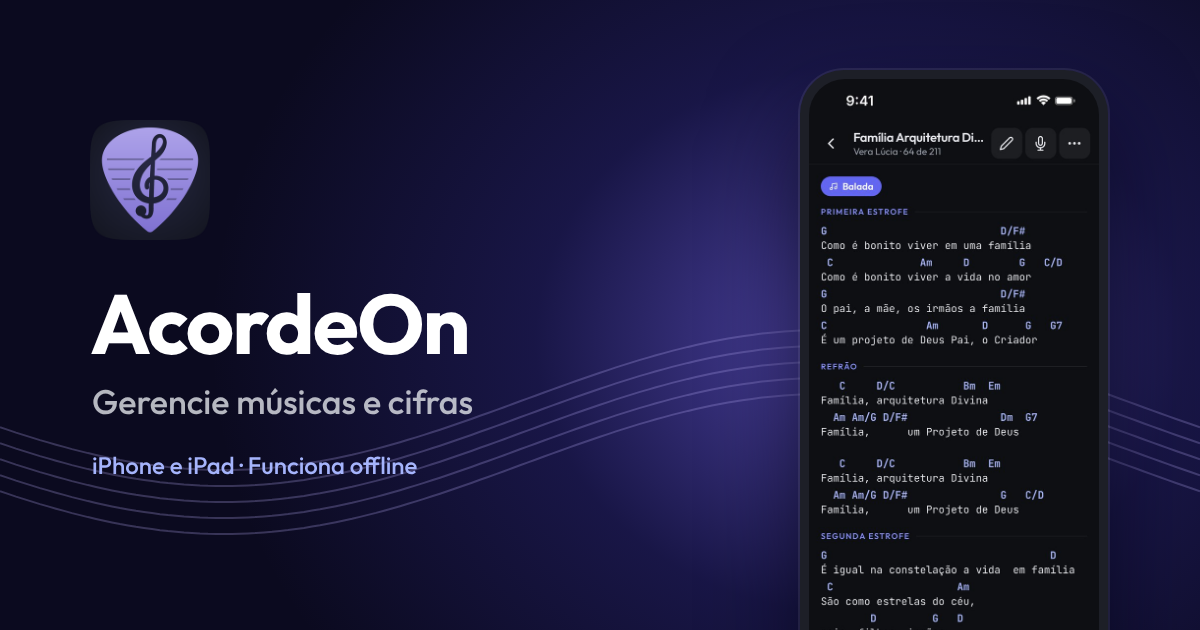 AcordeOn
Gerencie músicas e cifras
iPhone e iPad · Funciona offline
9:41
Família Arquitetura Di...
Vera Lúcia · 64 de 211
Balada
PRIMEIRA ESTROFE
G                            D/F#
Como é bonito viver em uma família
 C              Am     D        G   C/D
Como é bonito viver a vida no amor
G                            D/F#
O pai, a mãe, os irmãos a família
C                Am       D      G   G7
É um projeto de Deus Pai, o Criador
REFRÃO
   C     D/C           Bm  Em
Família, arquitetura Divina
  Am Am/G D/F#               Dm  G7
Família,      um Projeto de Deus
   C     D/C           Bm  Em
Família, arquitetura Divina
  Am Am/G D/F#               G   C/D
Família,      um Projeto de Deus
SEGUNDA ESTROFE
G                                    D
É igual na constelação a vida  em família
 C                    Am
São como estrelas do céu,
        D         G   D